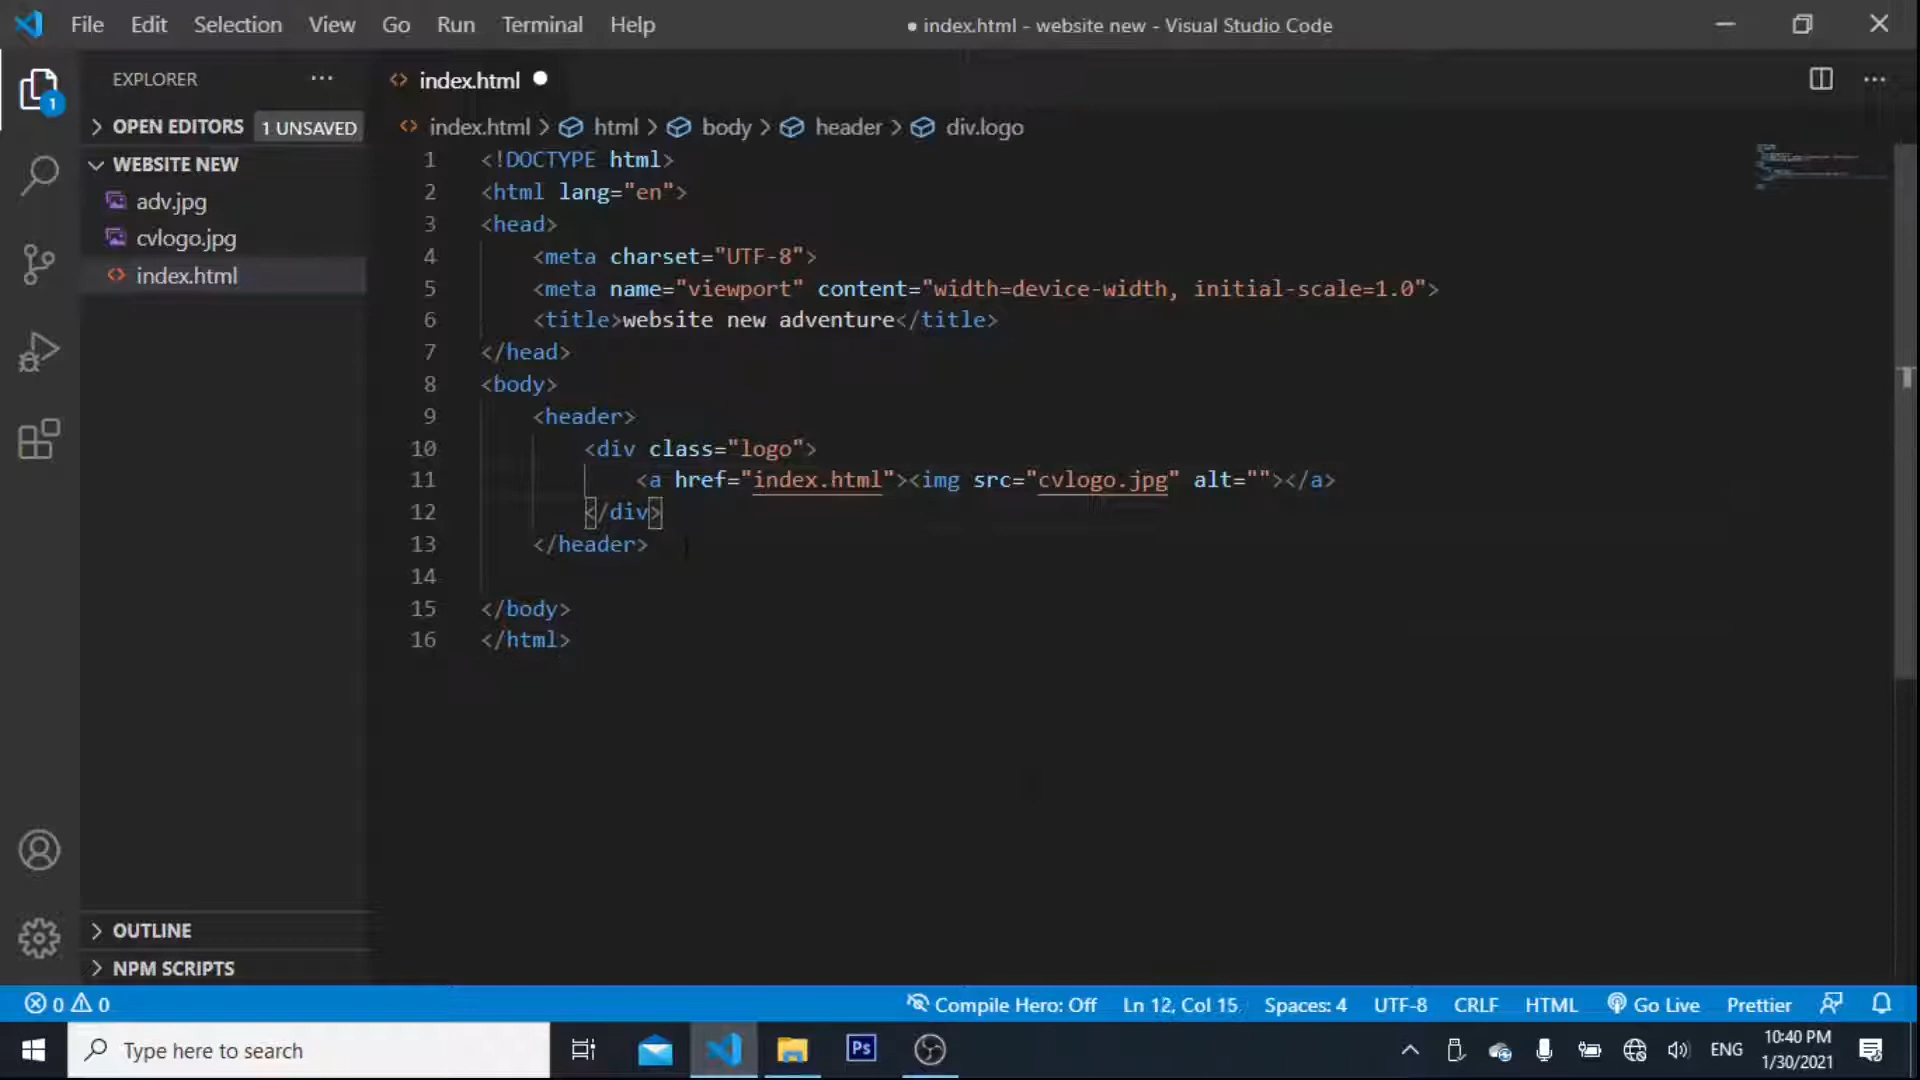 File Edit Selection View Go Run Terminal Help
● index.html - website new - Visual Studio Code
EXPLORER
index.html
1
OPEN EDITORS
1 UNSAVED
index.html > html > body > header > div.logo
WEBSITE NEW
adv.jpg
cvlogo.jpg
index.html
1 <!DOCTYPE html>
2 <html lang="en">
3 <head>
4 <meta charset="UTF-8">
5 <meta name="viewport" content="width=device-width, initial-scale=1.0">
6 <title>website new adventure</title>
7 </head>
8 <body>
9 <header>
10 <div class="logo">
11 <a href="index.html"><img src="cvlogo.jpg" alt=""></a>
12 </div>
13 </header>
14
15 </body>
16 </html>
OUTLINE
NPM SCRIPTS
0 0
Compile Hero: Off
Ln 12, Col 15
Spaces: 4
UTF-8
CRLF
HTML
Go Live
Prettier
Type here to search
Ps
ENG
10:40 PM
1/30/2021